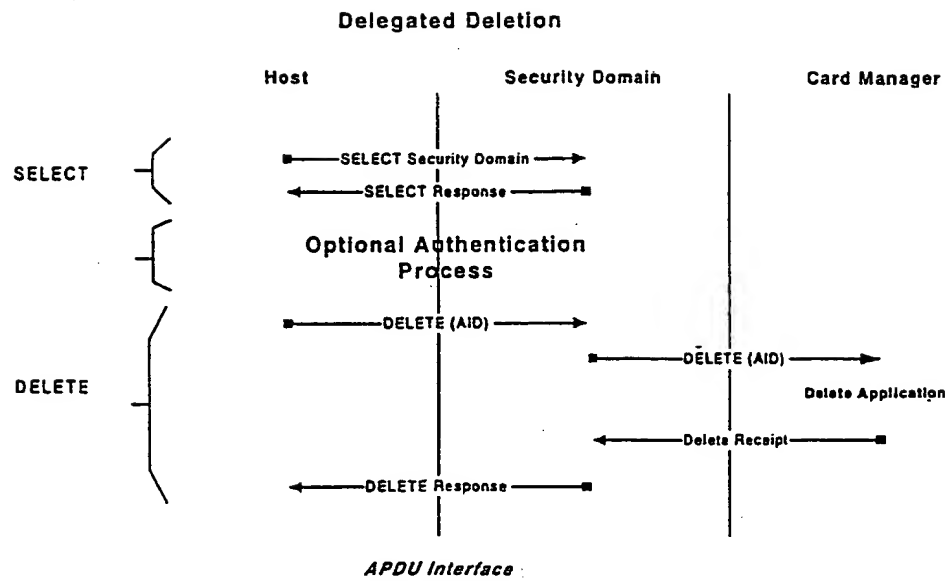 Delegated Deletion
Host Security Domain Card Manager
SELECT
SELECT Security Domain
SELECT Response
Optional Authentication
Process
DELETE (AID)
DELETE (AID)
DELETE
Delete Application
Delete Receipt
DELETE Response
APDU Interface